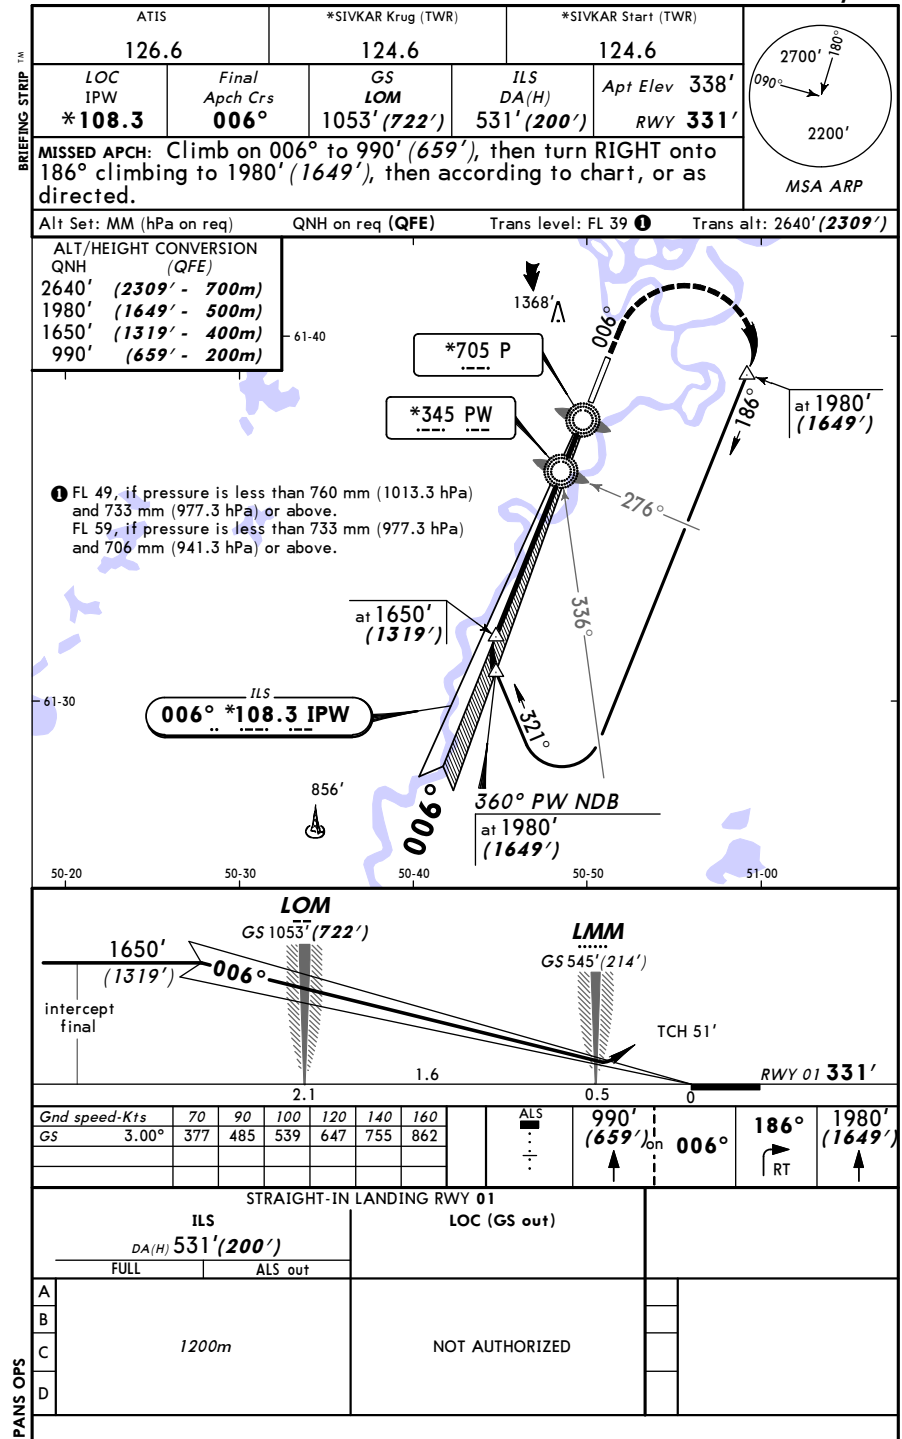 ATIS
126.6
*SIVKAR Krug (TWR)
124.6
*SIVKAR Start (TWR)
124.6
BRIEFING STRIP TM
LOC
IPW
*108.3
Final
Apch Crs
006°
GS
LOM
1053' (722')
ILS
DA(H)
531' (200')
Apt Elev 338'
RWY 331'
2700'
180°
090°
2200'
MSA ARP
MISSED APCH: Climb on 006° to 990' (659'), then turn RIGHT onto
186° climbing to 1980' (1649'), then according to chart, or as
directed.
Alt Set: MM (hPa on req) QNH on req (QFE) Trans level: FL 39 ❶ Trans alt: 2640' (2309')
ALT/HEIGHT CONVERSION
QNH (QFE)
2640' (2309' - 700m)
1980' (1649' - 500m)
1650' (1319' - 400m)
990' (659' - 200m)
61-40
1368'
006°
*705 P
*345 PW
186°
at 1980'
(1649')
❶ FL 49, if pressure is less than 760 mm (1013.3 hPa)
and 733 mm (977.3 hPa) or above.
FL 59, if pressure is less than 733 mm (977.3 hPa)
and 706 mm (941.3 hPa) or above.
276°
336°
at 1650'
(1319')
61-30
ILS
006° *108.3 IPW
321°
856'
006°
360° PW NDB
at 1980'
(1649')
50-20 50-30 50-40 50-50 51-00
LOM
GS 1053' (722')
LMM
GS 545' (214')
1650'
(1319')
006°
intercept
final
TCH 51'
1.6
RWY 01 331'
2.1 0.5 0
Gnd speed-Kts 70 90 100 120 140 160
GS 3.00° 377 485 539 647 755 862
ALS
990'
(659') on 006°
186°
RT
1980'
(1649')
STRAIGHT-IN LANDING RWY 01
ILS
DA(H) 531' (200')
FULL ALS out
LOC (GS out)
A
B
C
D
1200m
NOT AUTHORIZED
PANS OPS